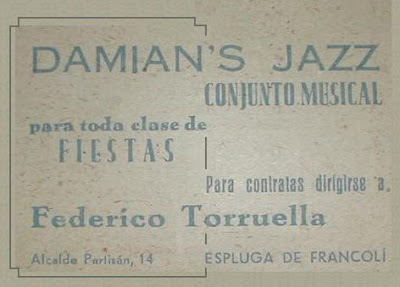 DAMIAN'S JAZZ
CONJUNTO MUSICAL
para toda clase de
FIESTAS
Para contratas dirigirse a.
Federico Torruella
Alcalde Partisán, 14 ESPLUGA DE FRANCOLÍ